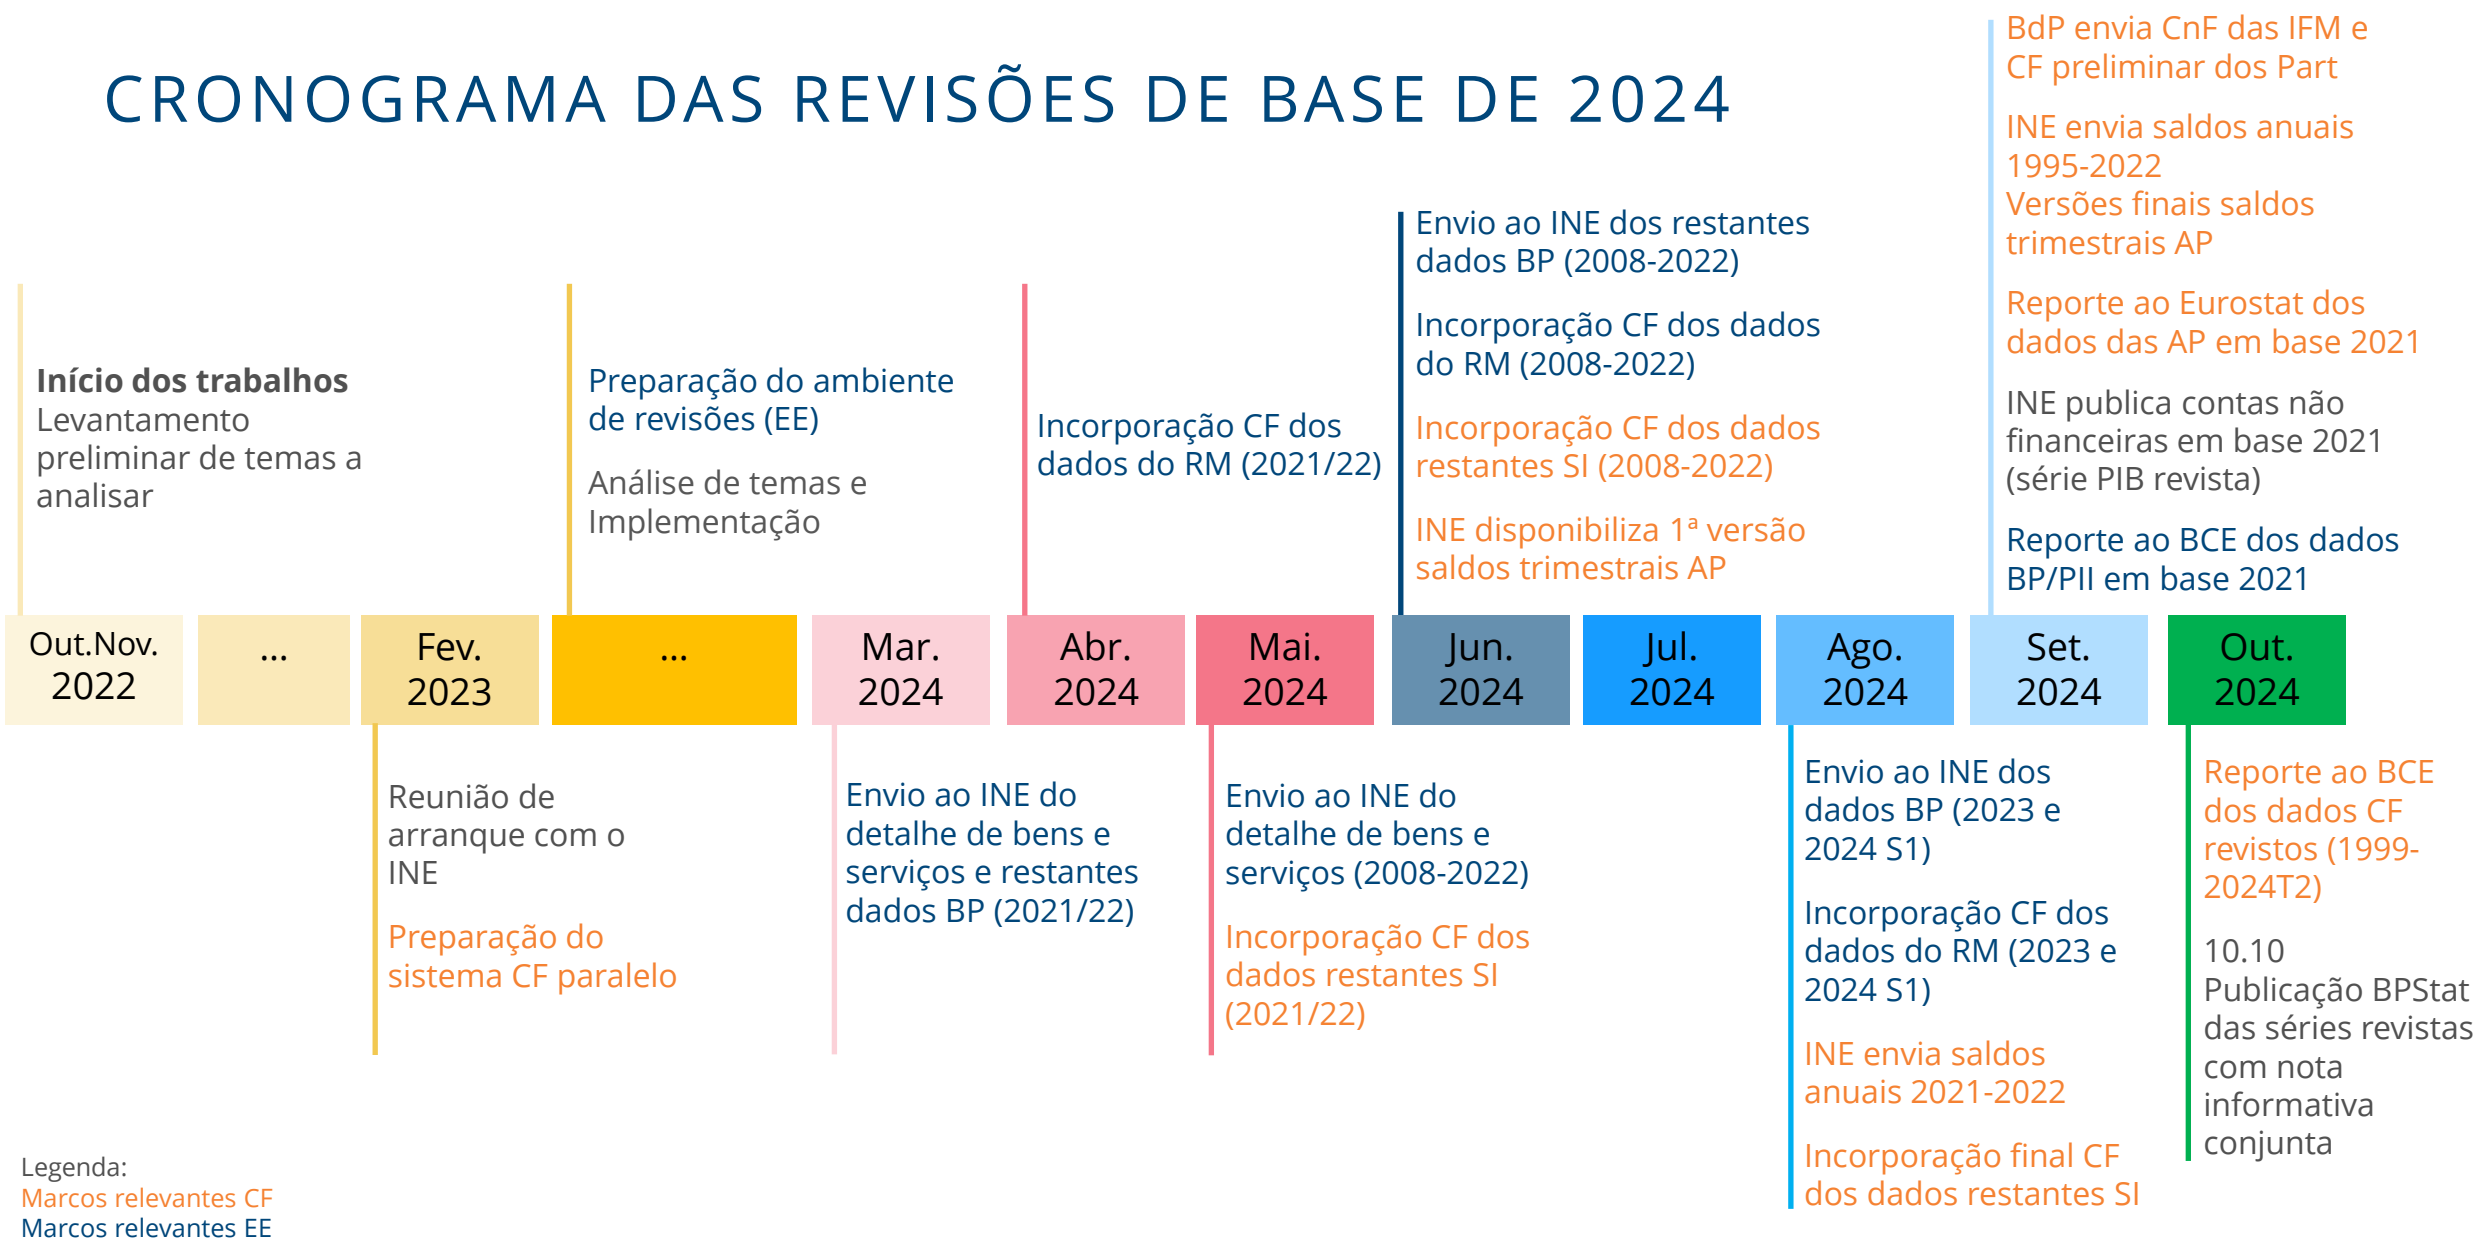 CRONOGRAMA DAS REVISÕES DE BASE DE 2024
Início dos trabalhos
Levantamento
preliminar de temas a
analisar
Preparação do ambiente
de revisões (EE)
Análise de temas e
Implementação
Incorporação CF dos
dados do RM (2021/22)
Envio ao INE dos restantes
dados BP (2008-2022)
Incorporação CF dos dados
do RM (2008-2022)
Incorporação CF dos dados
restantes SI (2008-2022)
INE disponibiliza 1ª versão
saldos trimestrais AP
BdP envia CnF das IFM e
CF preliminar dos Part
INE envia saldos anuais
1995-2022
Versões finais saldos
trimestrais AP
Reporte ao Eurostat dos
dados das AP em base 2021
INE publica contas não
financeiras em base 2021
(série PIB revista)
Reporte ao BCE dos dados
BP/PII em base 2021
Out.Nov.
2022
...
Fev.
2023
...
Mar.
2024
Abr.
2024
Mai.
2024
Jun.
2024
Jul.
2024
Ago.
2024
Set.
2024
Out.
2024
Reunião de
arranque com o
INE
Preparação do
sistema CF paralelo
Envio ao INE do
detalhe de bens e
serviços e restantes
dados BP (2021/22)
Envio ao INE do
detalhe de bens e
serviços (2008-2022)
Incorporação CF dos
dados restantes SI
(2021/22)
Envio ao INE dos
dados BP (2023 e
2024 S1)
Incorporação CF dos
dados do RM (2023 e
2024 S1)
INE envia saldos
anuais 2021-2022
Incorporação final CF
dos dados restantes SI
Reporte ao BCE
dos dados CF
revistos (1999-
2024T2)
10.10
Publicação BPStat
das séries revistas
com nota
informativa
conjunta
Legenda:
Marcos relevantes CF
Marcos relevantes EE